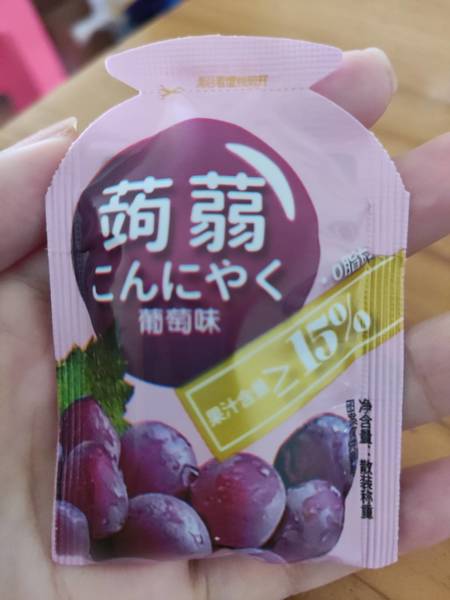 蒟蒻
こんにやく
葡萄味
0脂肪
果汁含量≥15%
净含量：散装称重